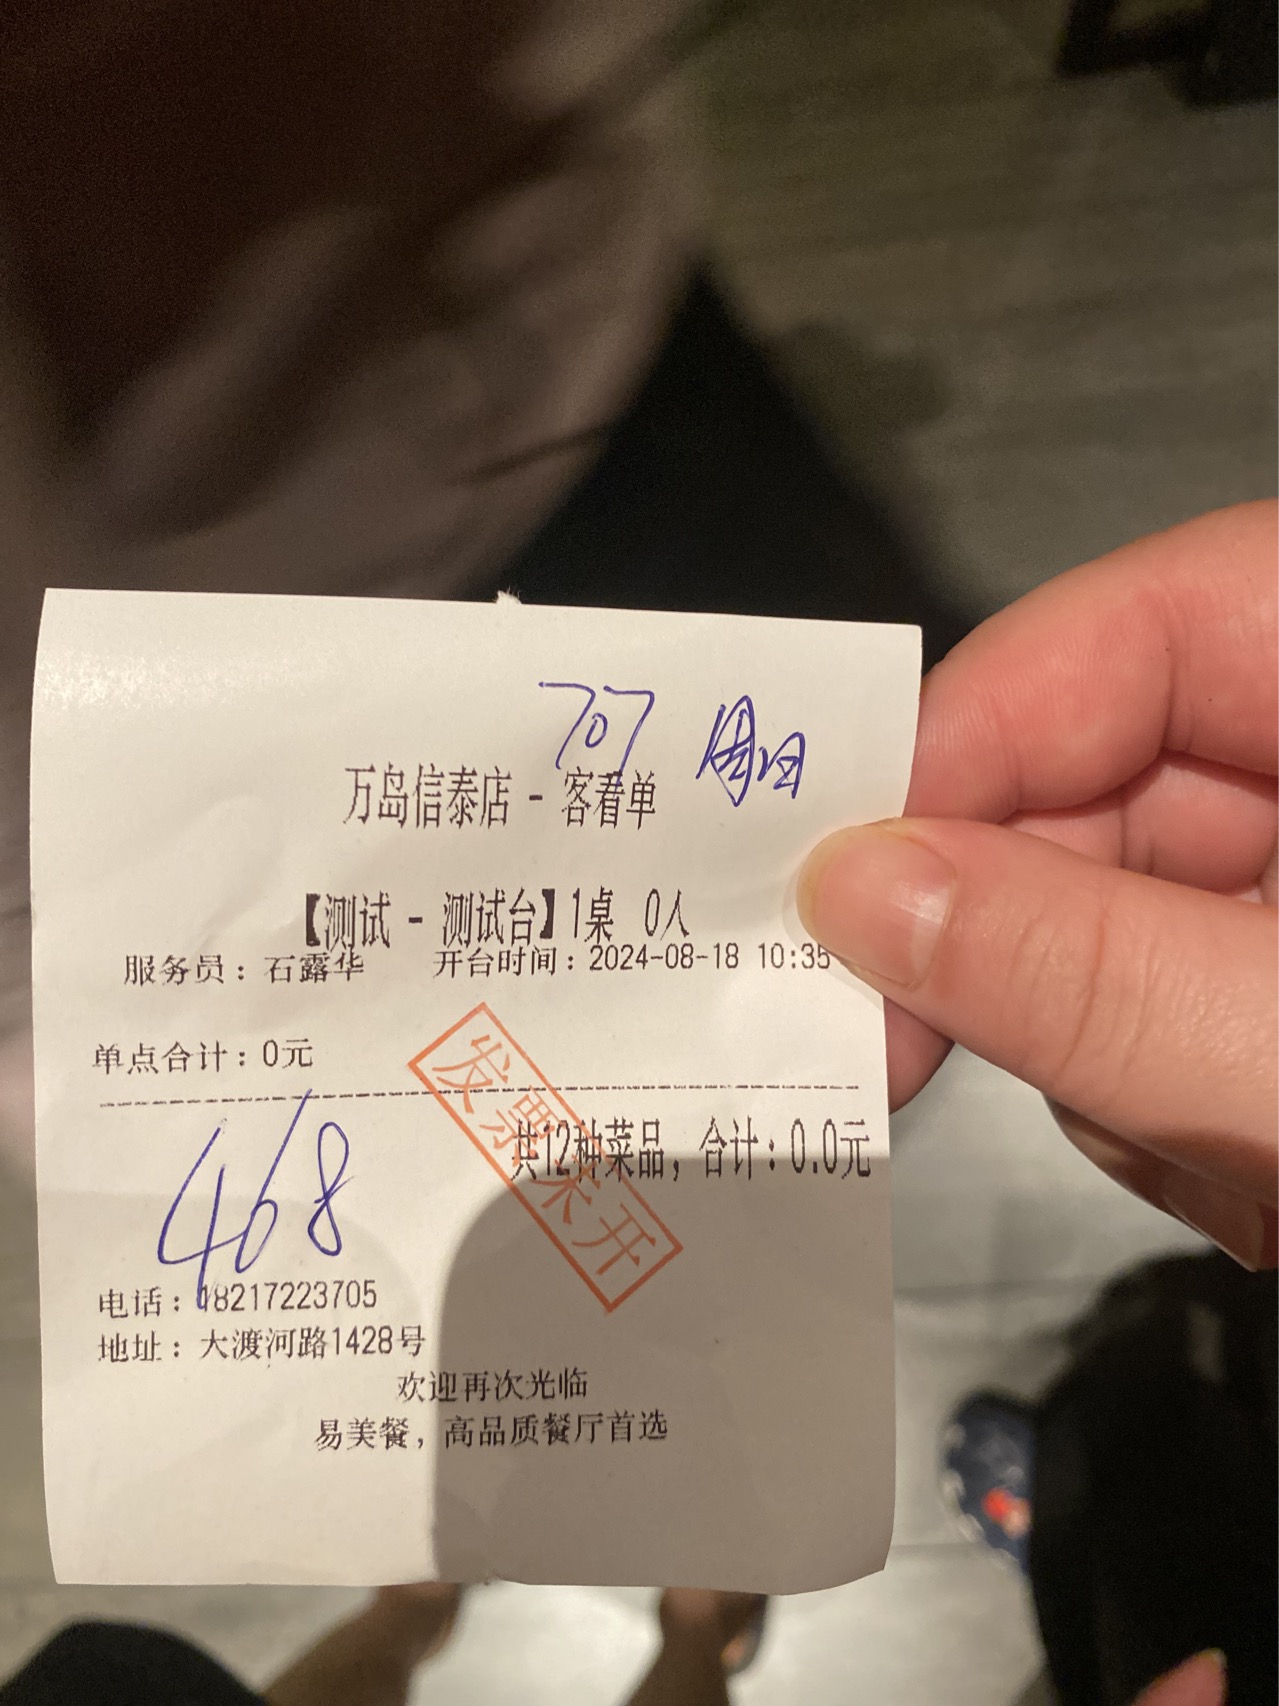 707 周日
万岛信泰店 - 客看单
【测试 - 测试台】1桌 0人
服务员：石露华 开台时间：2024-08-18 10:35
单点合计：0元
发票未开
共12种菜品，合计：0.0元
468
电话：18217223705
地址：大渡河路1428号
欢迎再次光临
易美餐，高品质餐厅首选